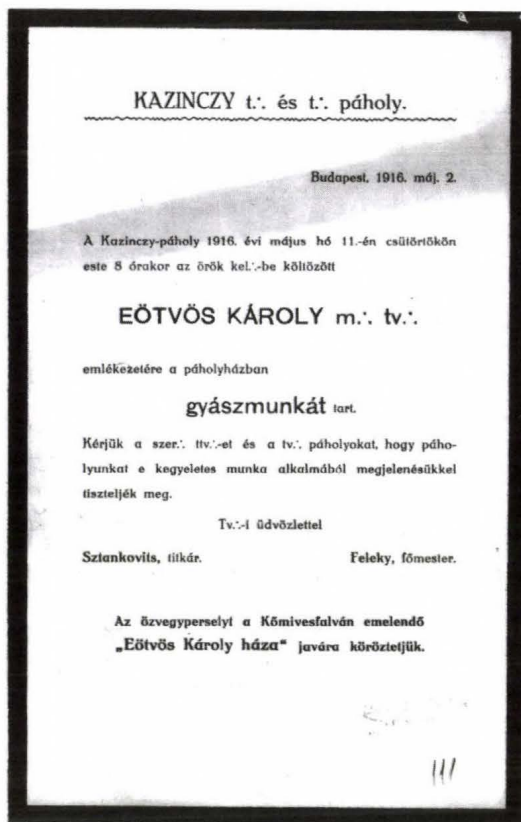 KAZINCZY t.·. és t.·. páholy.
Budapest, 1916. máj. 2.
A Kazinczy-páholy 1916. évi május hó 11.-én csütörtökön
este 8 órakor az örök kel.·.-be költözött
EÖTVÖS KÁROLY m.·. tv.·.
emlékezetére a páholyházban
gyászmunkát tart.
Kérjük a szer.·. ttv.·.-et és a tv.·. páholyokat, hogy páho-
lyunkat e kegyeletes munka alkalmából megjelenésükkel
tiszteljék meg.
Tv.·.-i üdvözlettel
Sztankovits, titkár. Feleky, főmester.
Az özvegyperselyt a Kőmivesfalván emelendő
„Eötvös Károly háza“ javára köröztetjük.
111